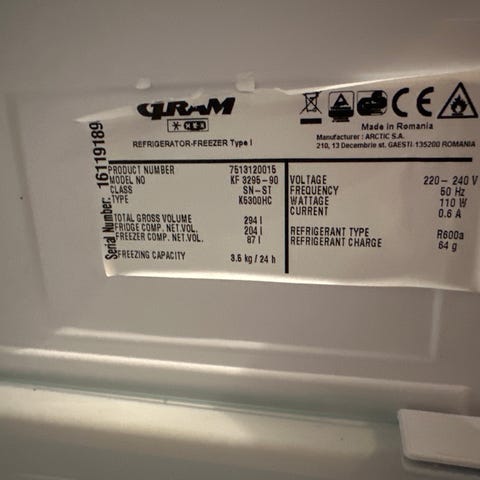 GRAM
REFRIGERATOR-FREEZER Type I
CE
Made in Romania
Manufacturer : ARCTIC S.A.
210, 13 Decembrie st. GAESTI-135200 ROMANIA
Serial Number: 16119189
PRODUCT NUMBER 7513120015
MODEL NO KF 3295-90
CLASS SN-ST
TYPE K5300HC
TOTAL GROSS VOLUME 294 l
FRIDGE COMP. NET.VOL. 204 l
FREEZER COMP. NET.VOL. 87 l
FREEZING CAPACITY 3.5 kg / 24 h
VOLTAGE 220 - 240 V
FREQUENCY 50 Hz
WATTAGE 110 W
CURRENT 0.6 A
REFRIGERANT TYPE R600a
REFRIGERANT CHARGE 64 g